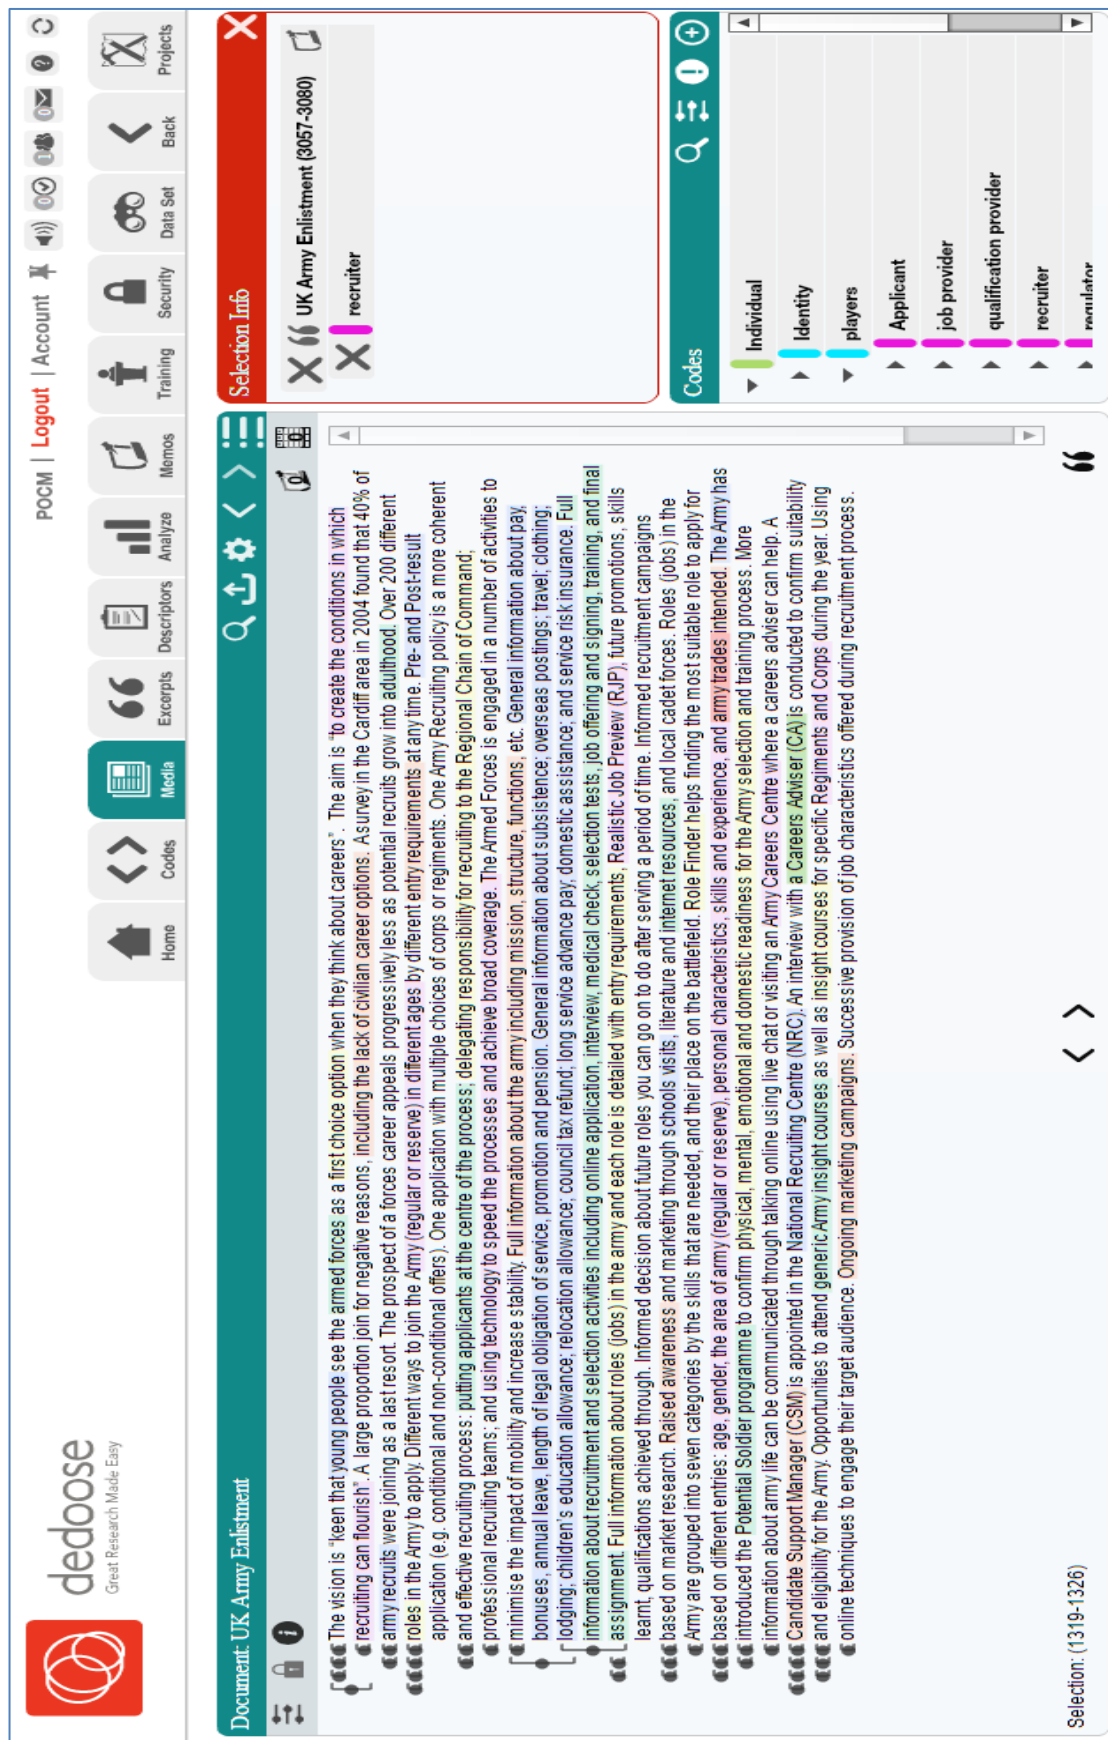 dedoose
Great Research Made Easy
POCM | Logout | Account
0
1
0
?
Home
Codes
Media
Excerpts
Descriptors
Analyze
Memos
Training
Security
Data Set
Back
Projects
Document: UK Army Enlistment
0
0
The vision is "keen that young people see the armed forces as a first choice option when they think about careers". The aim is "to create the conditions in which
recruiting can flourish". A large proportion join for negative reasons, including the lack of civilian career options. Asurvey in the Cardiff area in 2004 found that 40% of
army recruits were joining as a last resort. The prospect of a forces career appeals progressively less as potential recruits grow into adulthood. Over 200 different
roles in the Army to apply. Different ways to join the Army (regular or reserve) in different ages by different entry requirements at any time. Pre- and Post-result
application (e.g. conditional and non-conditional offers). One application with multiple choices of corps or regiments. One Army Recruiting policy is a more coherent
and effective recruiting process: putting applicants at the centre of the process; delegating responsibility for recruiting to the Regional Chain of Command;
professional recruiting teams; and using technology to speed the processes and achieve broad coverage. The Armed Forces is engaged in a number of activities to
minimise the impact of mobility and increase stability. Full information about the army including mission, structure, functions, etc. General information about pay,
bonuses, annual leave, length of legal obligation of service, promotion and pension. General information about subsistence; overseas postings; travel; clothing;
lodging; children's education allowance; relocation allowance; council tax refund; long service advance pay; domestic assistance; and service risk insurance. Full
information about recruitment and selection activities including online application, interview, medical check, selection tests, job offering and signing, training, and final
assignment. Full information about roles (jobs) in the army and each role is detailed with entry requirements, Realistic Job Preview (RJP), future promotions, skills
learnt, qualifications achieved through. Informed decision about future roles you can go on to do after serving a period of time. Informed recruitment campaigns
based on market research. Raised awareness and marketing through schools visits, literature and internet resources, and local cadet forces. Roles (jobs) in the
Army are grouped into seven categories by the skills that are needed, and their place on the battlefield. Role Finder helps finding the most suitable role to apply for
based on different entries: age, gender, the area of army (regular or reserve), personal characteristics, skills and experience, and army trades intended. The Army has
introduced the Potential Soldier programme to confirm physical, mental, emotional and domestic readiness for the Army selection and training process. More
information about army life can be communicated through talking online using live chat or visiting an Army Careers Centre where a careers adviser can help. A
Candidate Support Manager (CSM) is appointed in the National Recruiting Centre (NRC). An interview with a Careers Adviser (CA) is conducted to confirm suitability
and eligibility for the Army. Opportunities to attend generic Army insight courses as well as insight courses for specific Regiments and Corps during the year. Using
online techniques to engage their target audience. Ongoing marketing campaigns. Successive provision of job characteristics offered during recruitment process.
Selection: (1319-1326)
Selection Info
UK Army Enlistment (3057-3080)
recruiter
Codes
Individual
Identity
players
Applicant
job provider
qualification provider
recruiter
regulator